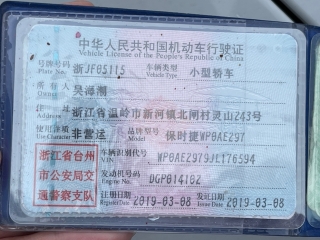 中华人民共和国机动车行驶证
Vehicle License of the People's Republic of China
号牌号码 Plate No. 浙JF05115 车辆类型 Vehicle Type 小型轿车
所有人 Owner 吴海潮
住址 Address 浙江省温岭市新河镇北闸村灵山243号
使用性质 Use Character 非营运 品牌型号 Model 保时捷WP0AE297
浙江省台州市公安局交通警察支队
车辆识别代号 VIN WP0AE2979JL176594
发动机号码 Engine No. DGP014102
注册日期 Register Date 2019-03-08 发证日期 Issue Date 2019-03-08